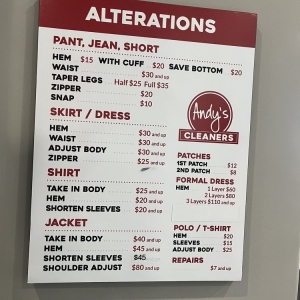 ALTERATIONS
PANT, JEAN, SHORT
HEM $15 WITH CUFF $20 SAVE BOTTOM $20
WAIST $30 and up
TAPER LEGS Half $25 Full $35
ZIPPER $20
SNAP $10
Andy's
CLEANERS
SKIRT / DRESS
HEM $30 and up
WAIST $30 and up
ADJUST BODY $30 and up
ZIPPER $25 and up
SHIRT
TAKE IN BODY $25 and up
HEM $20 and up
SHORTEN SLEEVES $20 and up
JACKET
TAKE IN BODY $40 and up
HEM $45 and up
SHORTEN SLEEVES $45 and up
SHOULDER ADJUST $80 and up
PATCHES
1ST PATCH $12
2ND PATCH $8
FORMAL DRESS
HEM 1 Layer $60
2 Layers $80
3 Layers $110 and up
POLO / T-SHIRT
HEM $20
SLEEVES $15
ADJUST BODY $25
REPAIRS
$7 and up